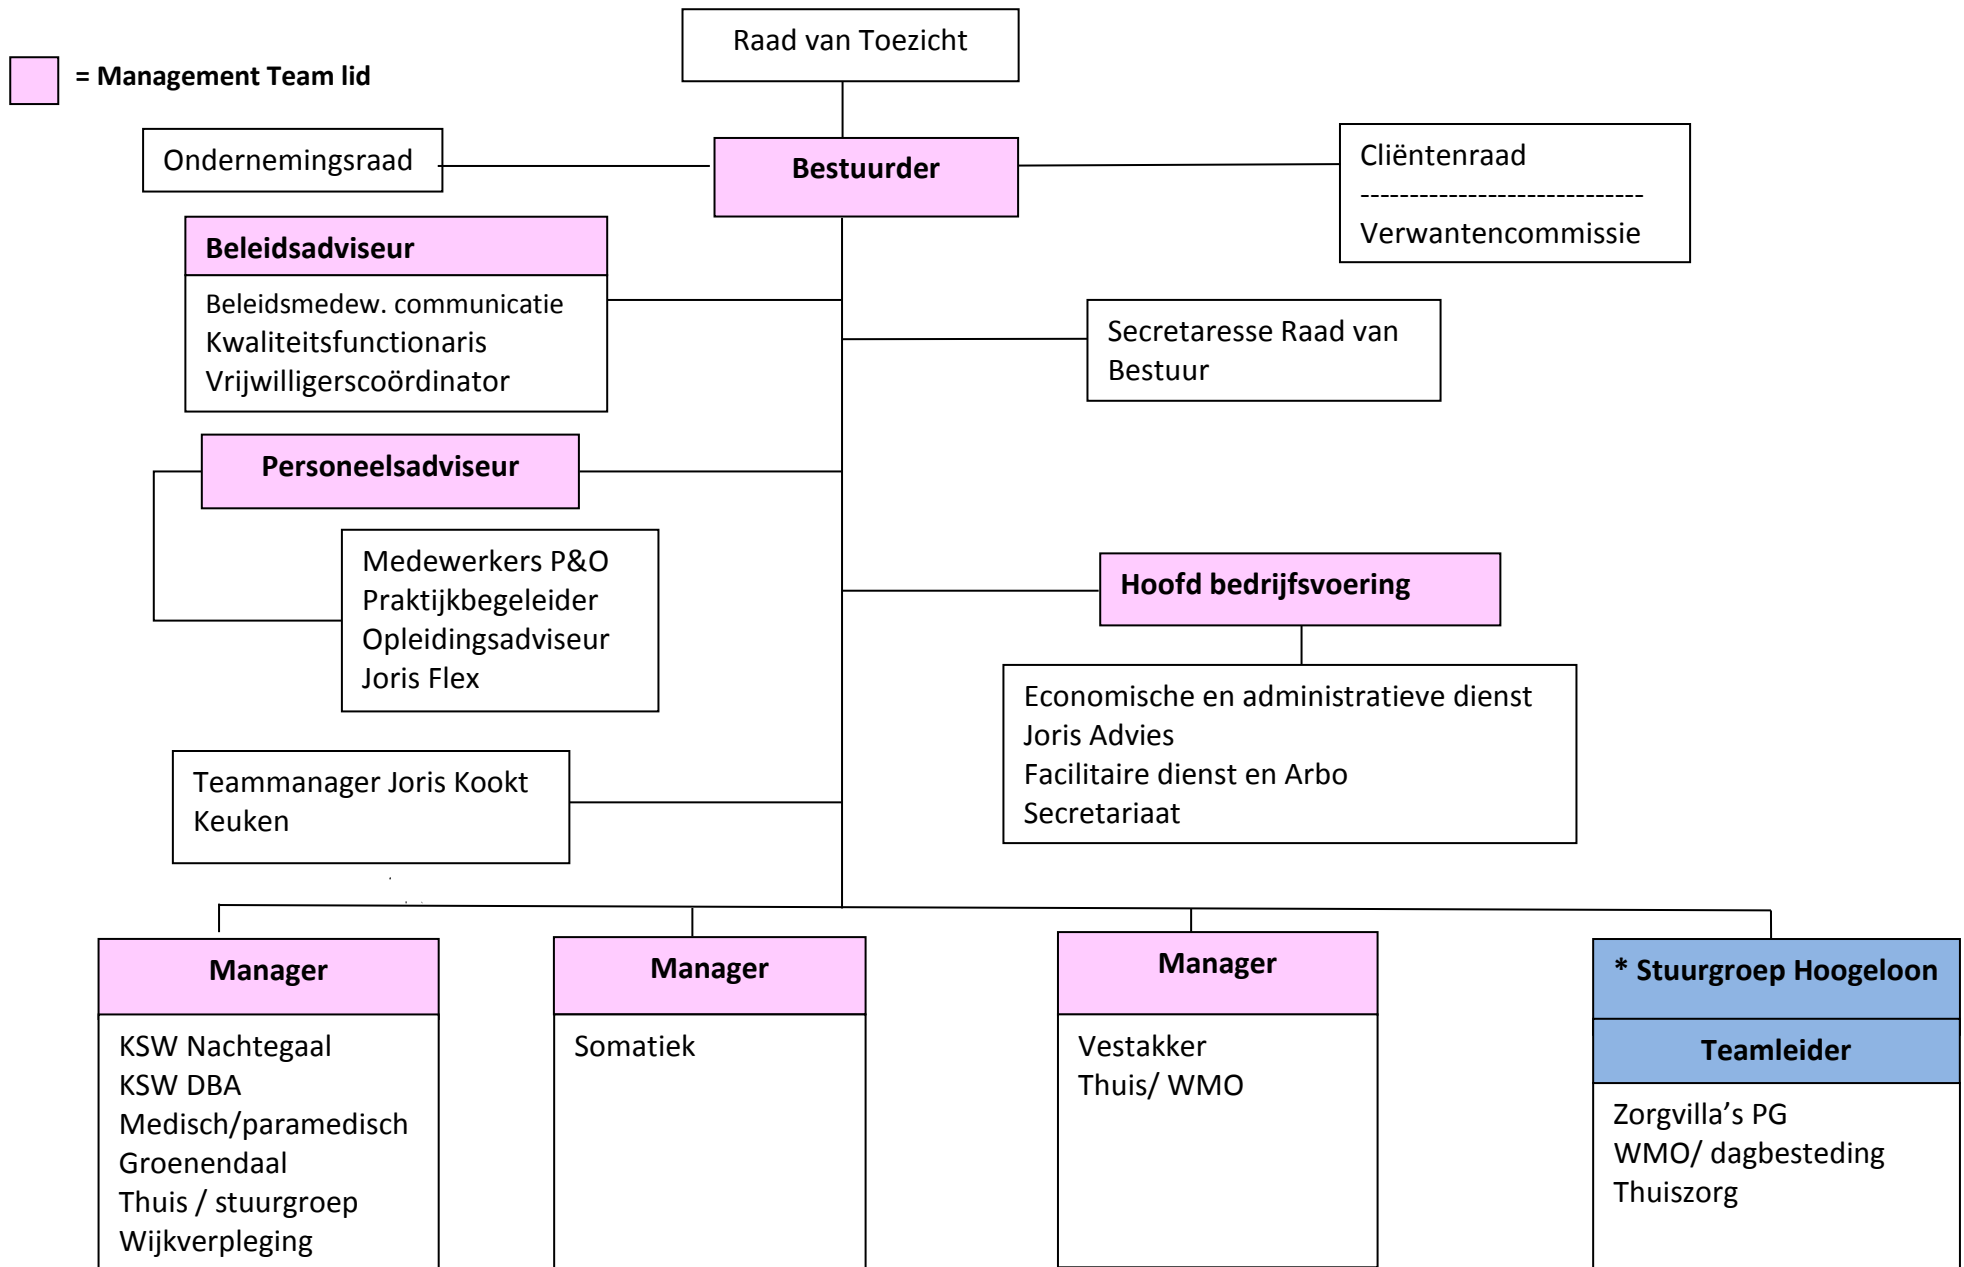 Raad van Toezicht
= Management Team lid
Ondernemingsraad
Bestuurder
Cliëntenraad
-----------------------------
Verwantencommissie
Beleidsadviseur
Beleidsmedew. communicatie
Kwaliteitsfunctionaris
Vrijwilligerscoördinator
Secretaresse Raad van
Bestuur
Personeelsadviseur
Medewerkers P&O
Praktijkbegeleider
Opleidingsadviseur
Joris Flex
Hoofd bedrijfsvoering
Economische en administratieve dienst
Joris Advies
Facilitaire dienst en Arbo
Secretariaat
Teammanager Joris Kookt
Keuken
Manager
KSW Nachtegaal
KSW DBA
Medisch/paramedisch
Groenendaal
Thuis / stuurgroep
Wijkverpleging
Manager
Somatiek
Manager
Vestakker
Thuis/ WMO
* Stuurgroep Hoogeloon
Teamleider
Zorgvilla’s PG
WMO/ dagbesteding
Thuiszorg